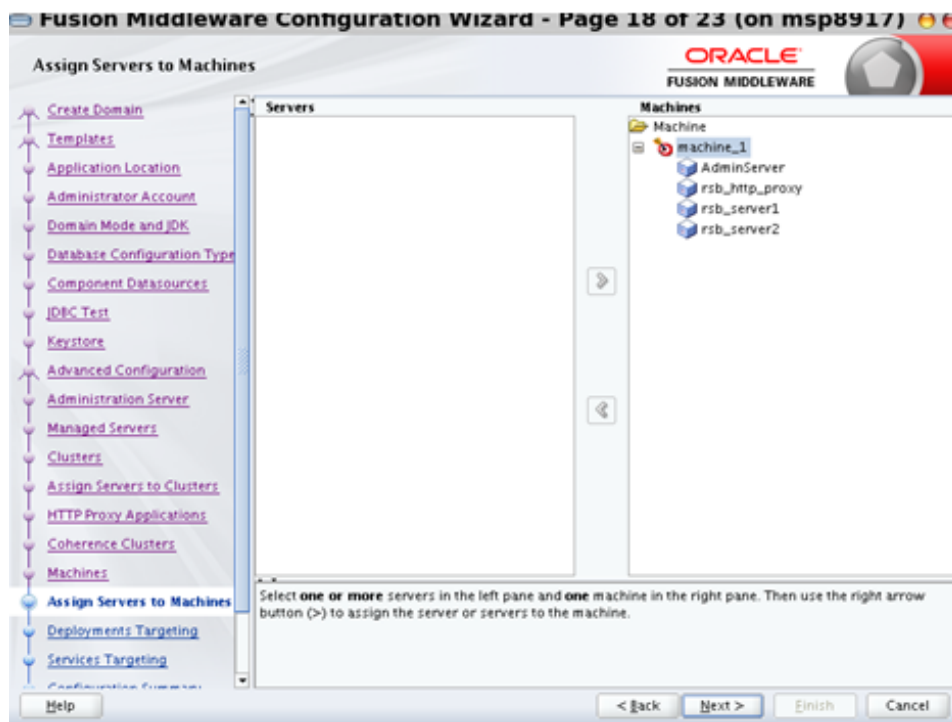 Fusion Middleware Configuration Wizard - Page 18 of 23 (on msp8917)
Assign Servers to Machines
ORACLE
FUSION MIDDLEWARE
Create Domain
Templates
Application Location
Administrator Account
Domain Mode and JDK
Database Configuration Type
Component Datasources
JDBC Test
Keystore
Advanced Configuration
Administration Server
Managed Servers
Clusters
Assign Servers to Clusters
HTTP Proxy Applications
Coherence Clusters
Machines
Assign Servers to Machines
Deployments Targeting
Services Targeting
Configuration Summary
Servers
Machines
Machine
machine_1
AdminServer
rsb_http_proxy
rsb_server1
rsb_server2
Select one or more servers in the left pane and one machine in the right pane. Then use the right arrow
button (>) to assign the server or servers to the machine.
Help
< Back
Next >
Finish
Cancel